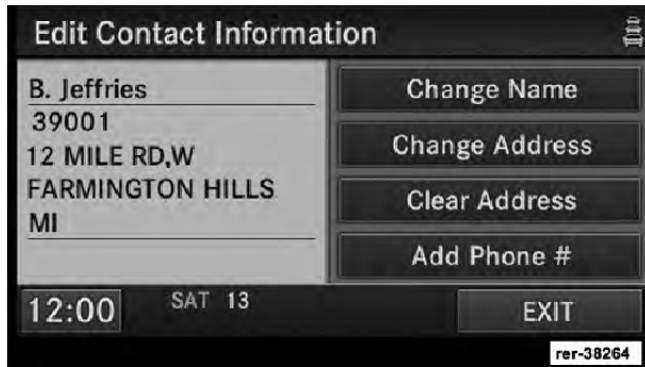 Edit Contact Information
B. Jeffries
39001
12 MILE RD,W
FARMINGTON HILLS
MI
Change Name
Change Address
Clear Address
Add Phone #
12:00
SAT 13
EXIT
rer-38264